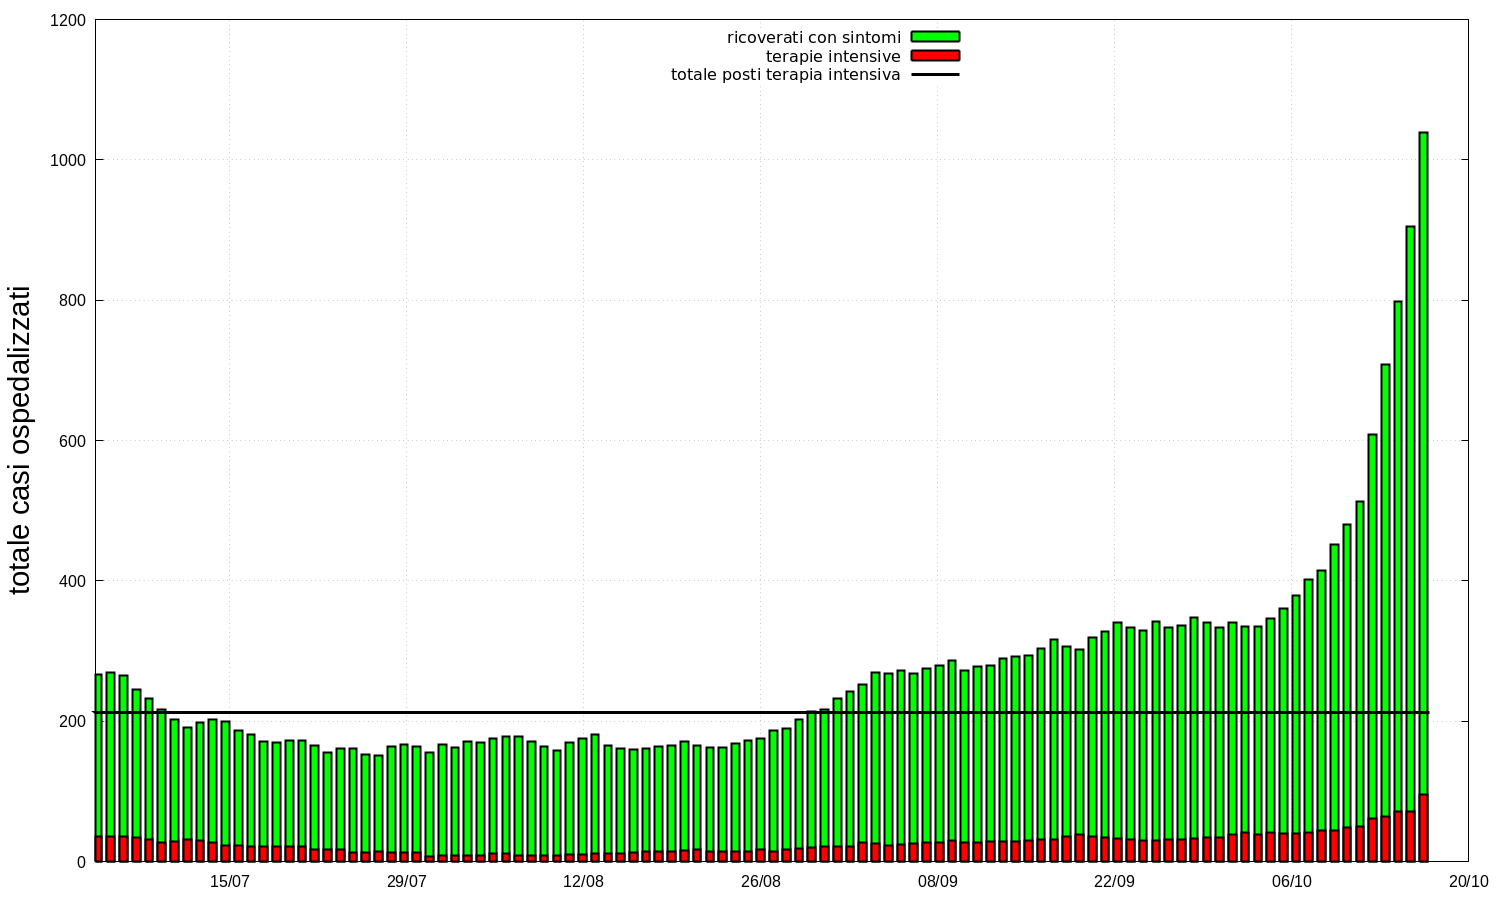 1200
1000
800
600
400
200
0
totale casi ospedalizzati
ricoverati con sintomi
terapie intensive
totale posti terapia intensiva
15/07 29/07 12/08 26/08 08/09 22/09 06/10 20/10